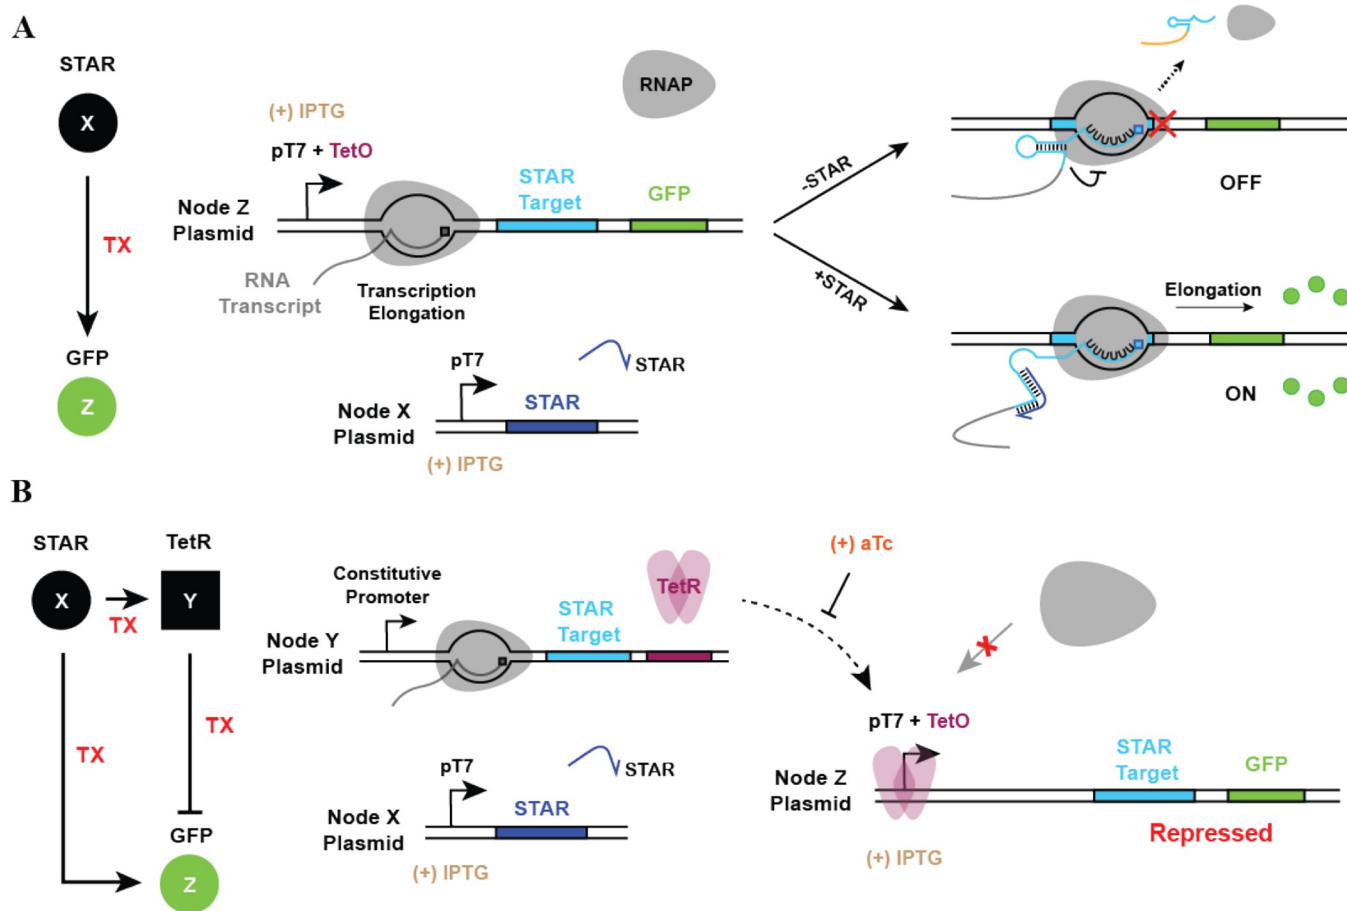 A
STAR
X
TX
GFP
Z
(+) IPTG
pT7 + TetO
RNAP
Node Z
Plasmid
STAR
Target
GFP
RNA
Transcript
Transcription
Elongation
pT7
STAR
Node X
Plasmid
STAR
(+) IPTG
-STAR
+STAR
OFF
Elongation
ON
B
STAR
TetR
X
Y
TX
TX
TX
GFP
Z
Constitutive
Promoter
STAR
Target
TetR
Node Y
Plasmid
pT7
STAR
Node X
Plasmid
STAR
(+) IPTG
(+) aTc
pT7 + TetO
Node Z
Plasmid
STAR
Target
GFP
Repressed
(+) IPTG